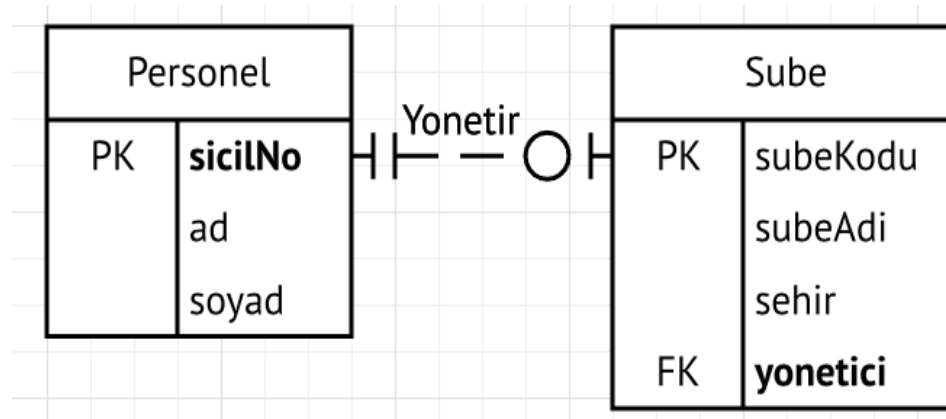 Personel
PK sicilNo
ad
soyad
Yonetir
Sube
PK subeKodu
subeAdi
sehir
FK yonetici